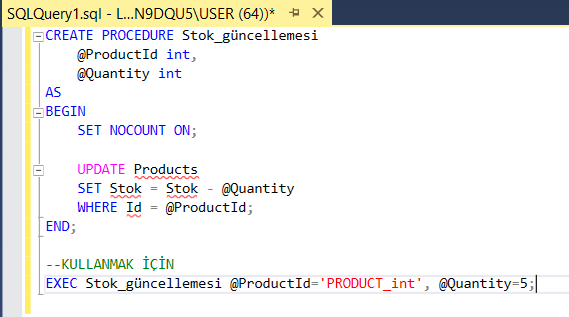 SQLQuery1.sql - L...N9DQU5\USER (64))*
CREATE PROCEDURE Stok_güncellemesi
@ProductId int,
@Quantity int
AS
BEGIN
SET NOCOUNT ON;
UPDATE Products
SET Stok = Stok - @Quantity
WHERE Id = @ProductId;
END;
--KULLANMAK İÇİN
EXEC Stok_güncellemesi @ProductId='PRODUCT_int', @Quantity=5;